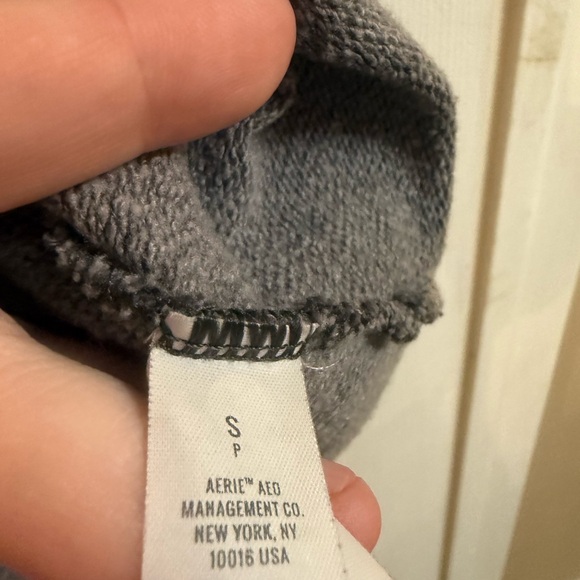 S
P
AERIE™ AEO
MANAGEMENT CO.
NEW YORK, NY
10016 USA